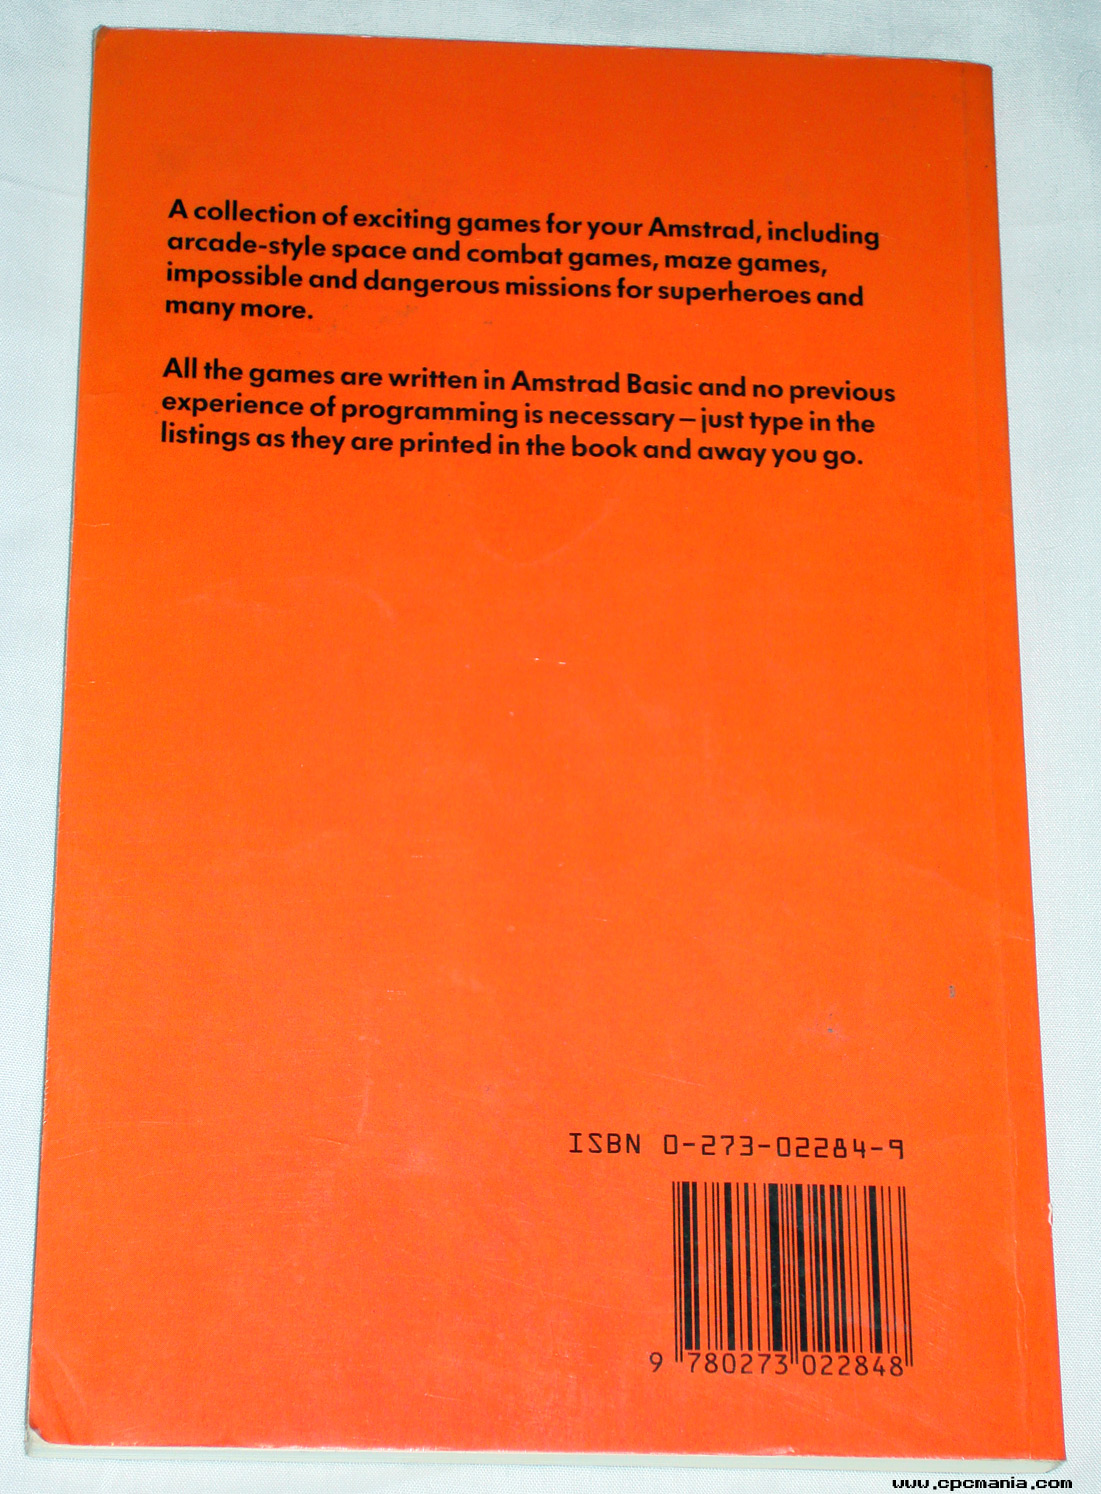 A collection of exciting games for your Amstrad, including
arcade-style space and combat games, maze games,
impossible and dangerous missions for superheroes and
many more.
All the games are written in Amstrad Basic and no previous
experience of programming is necessary – just type in the
listings as they are printed in the book and away you go.
ISBN 0-273-02284-9
9 780273 022848
www.cpcmania.com